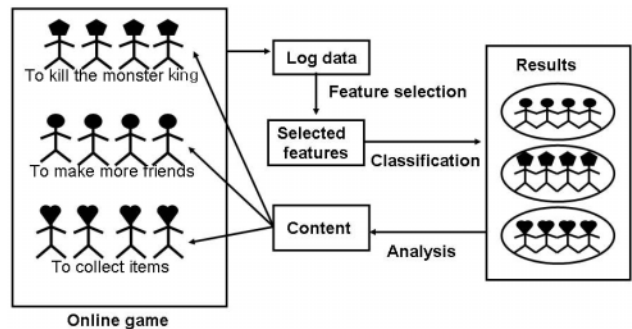 To kill the monster king
To make more friends
To collect items
Online game
Log data
Feature selection
Selected
features
Classification
Content
Analysis
Results